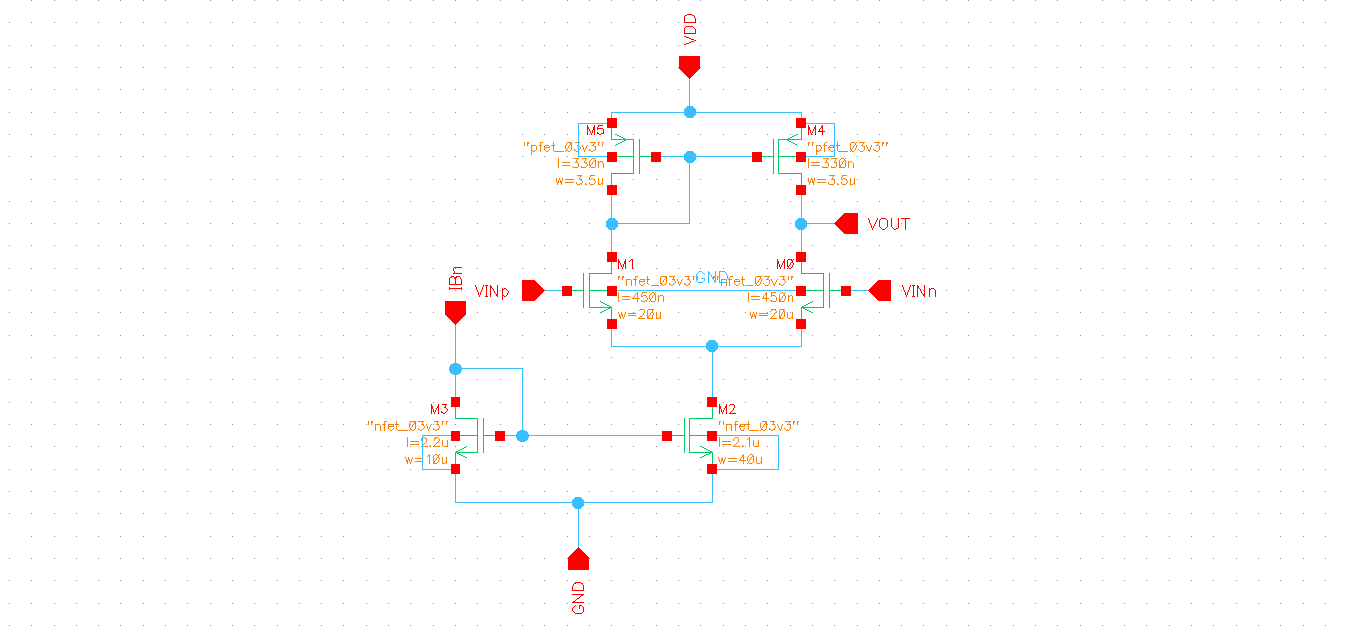 VDD
M5
"pfet_03v3"
l=330n
w=3.5u
M4
"pfet_03v3"
l=330n
w=3.5u
VOUT
M1
"nfet_03v3"
l=450n
w=20u
GND
M0
"nfet_03v3"
l=450n
w=20u
VINp
VINn
IBn
M3
"nfet_03v3"
l=2.2u
w=10u
M2
"nfet_03v3"
l=2.1u
w=40u
GND